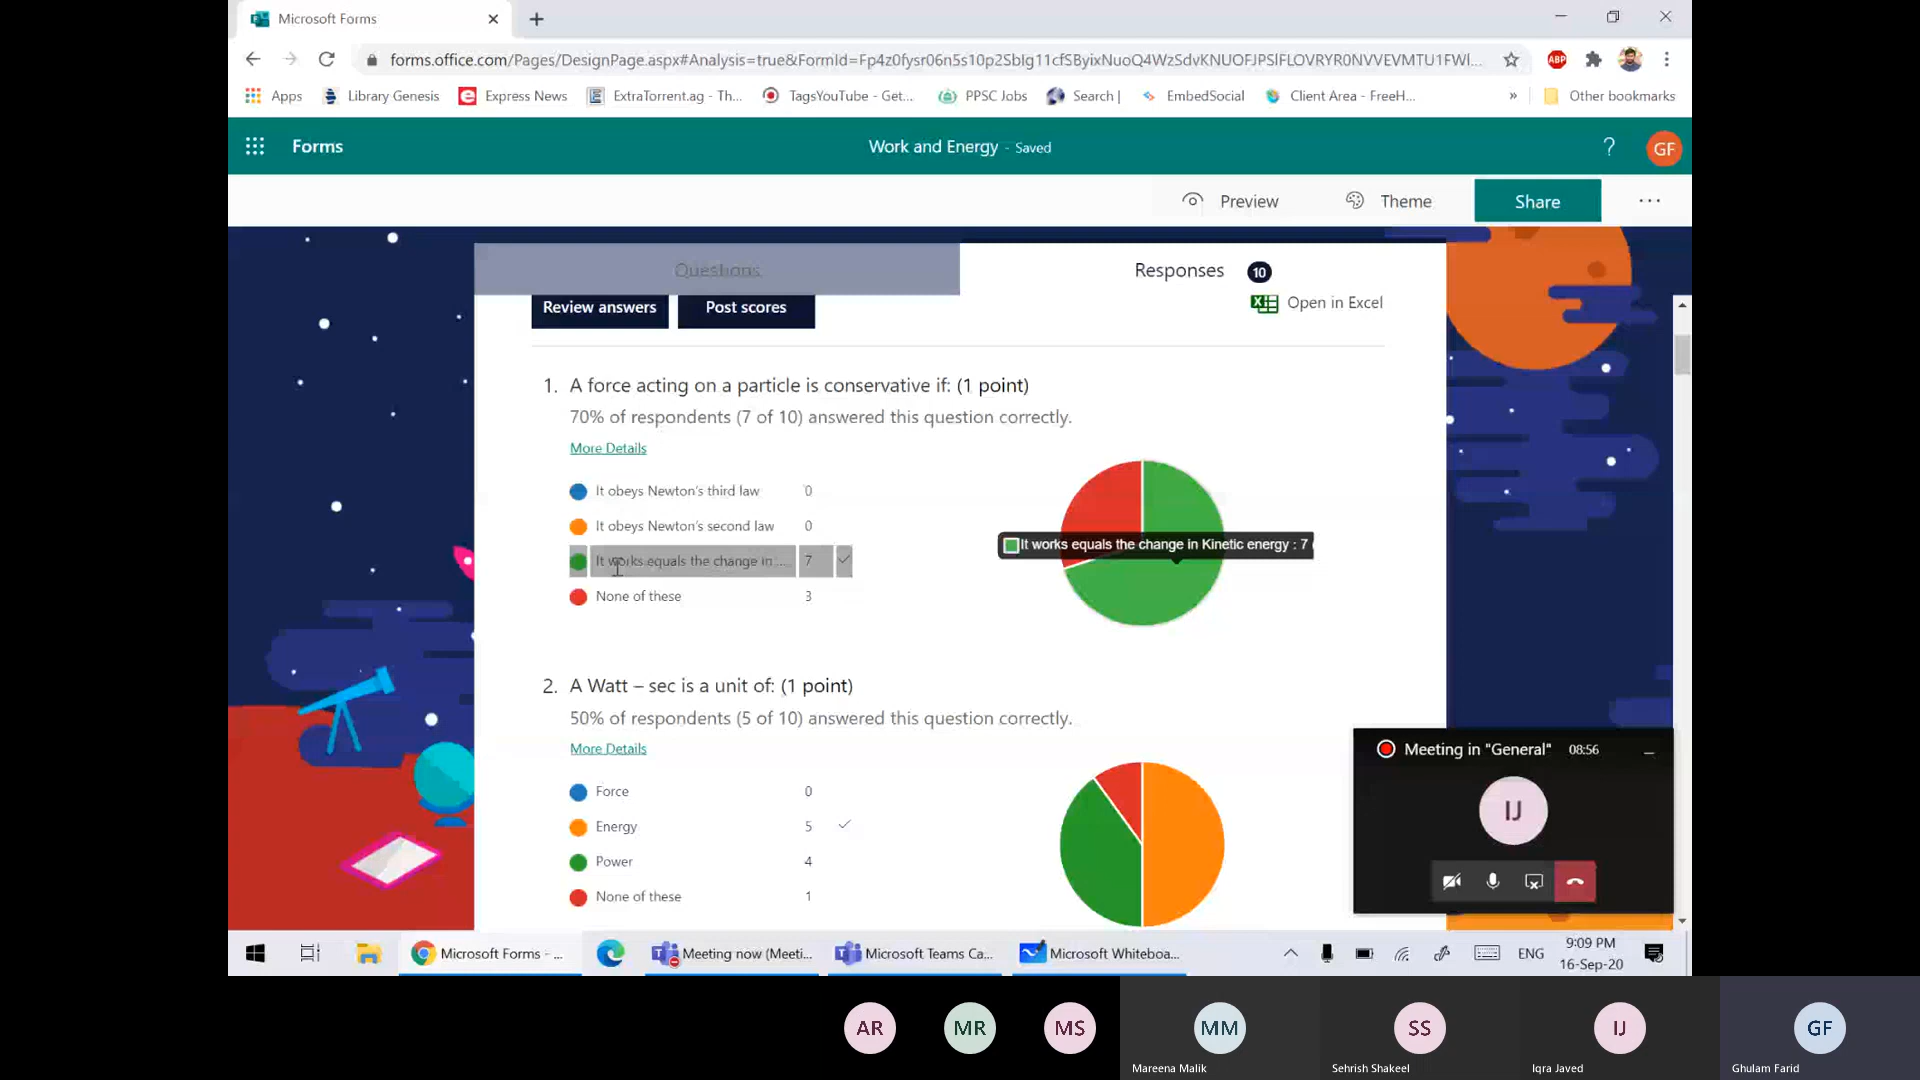 Microsoft Forms
forms.office.com/Pages/DesignPage.aspx#Analysis=true&FormId=Fp4z0fysr06n5s10p2SbIg11cfSByixNuoQ4WzSdvKNUOFJPSlFLOVRYR0NVVEVMTU1FWl...
ABP
Apps Library Genesis Express News ExtraTorrent.ag - Th... TagsYouTube - Get... PPSC Jobs Search | EmbedSocial Client Area - FreeH... » Other bookmarks
Forms Work and Energy - Saved ? GF
Preview Theme Share ...
Questions Responses 10
Review answers Post scores Open in Excel
1. A force acting on a particle is conservative if: (1 point)
70% of respondents (7 of 10) answered this question correctly.
More Details
It obeys Newton's third law 0
It obeys Newton's second law 0
It works equals the change in Kinetic energy : 7
It works equals the change in ... 7
None of these 3
2. A Watt – sec is a unit of: (1 point)
50% of respondents (5 of 10) answered this question correctly.
More Details
Force 0
Energy 5
Power 4
None of these 1
Meeting in "General" 08:56
IJ
Microsoft Forms - ... Meeting now (Meeti... Microsoft Teams Ca... Microsoft Whiteboa... ENG 9:09 PM
16-Sep-20
AR MR MS MM SS IJ GF
Mareena Malik Sehrish Shakeel Iqra Javed Ghulam Farid